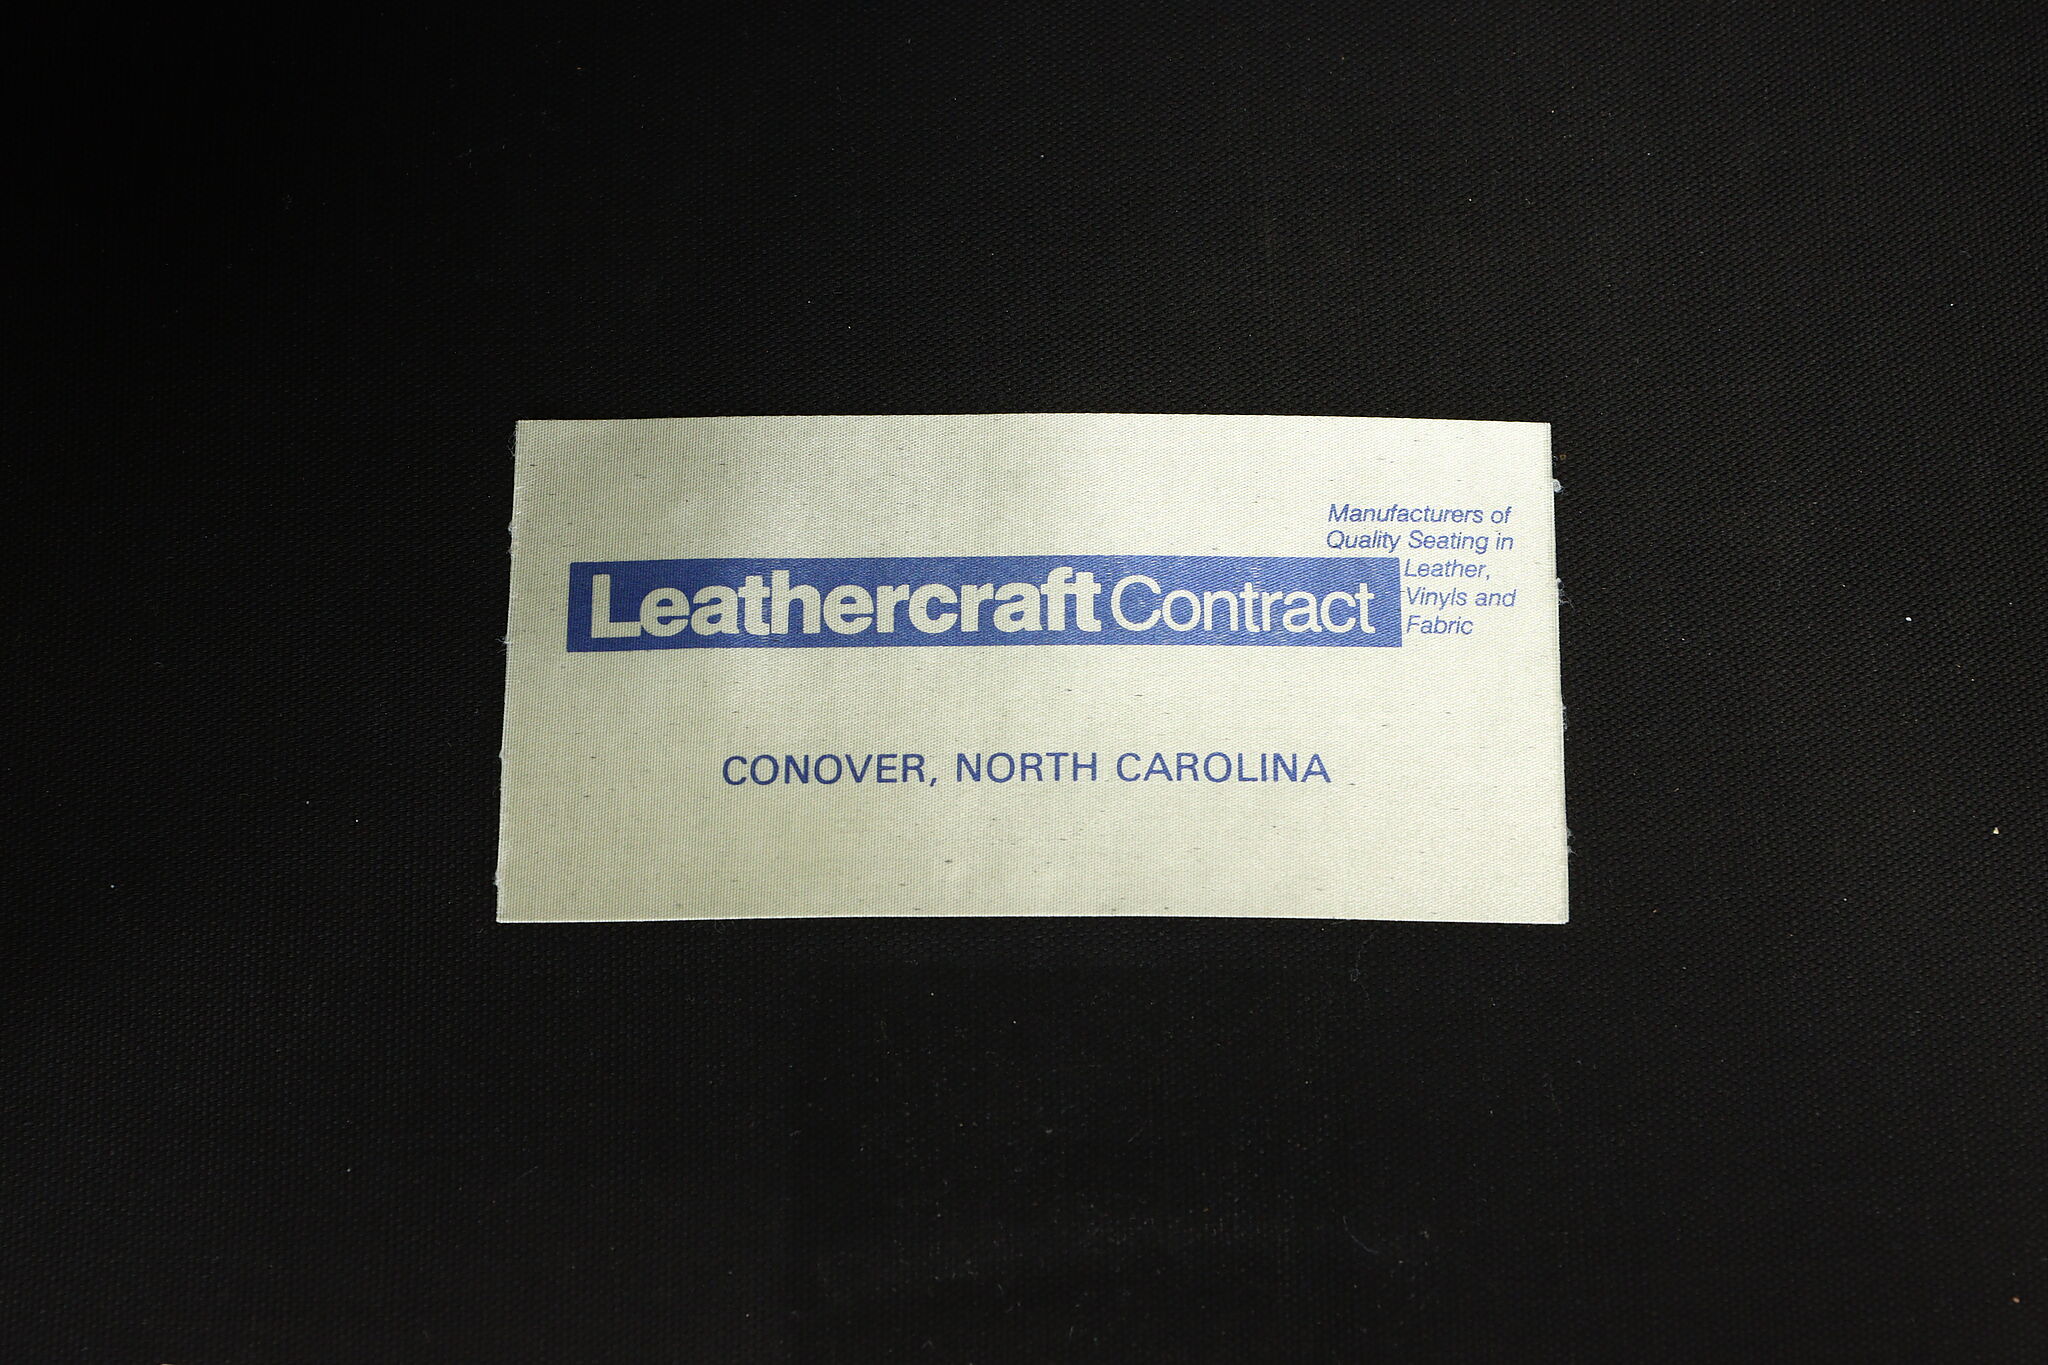 Manufacturers of
Quality Seating in
Leather,
Vinyls and
Fabric
Leathercraft Contract
CONOVER, NORTH CAROLINA